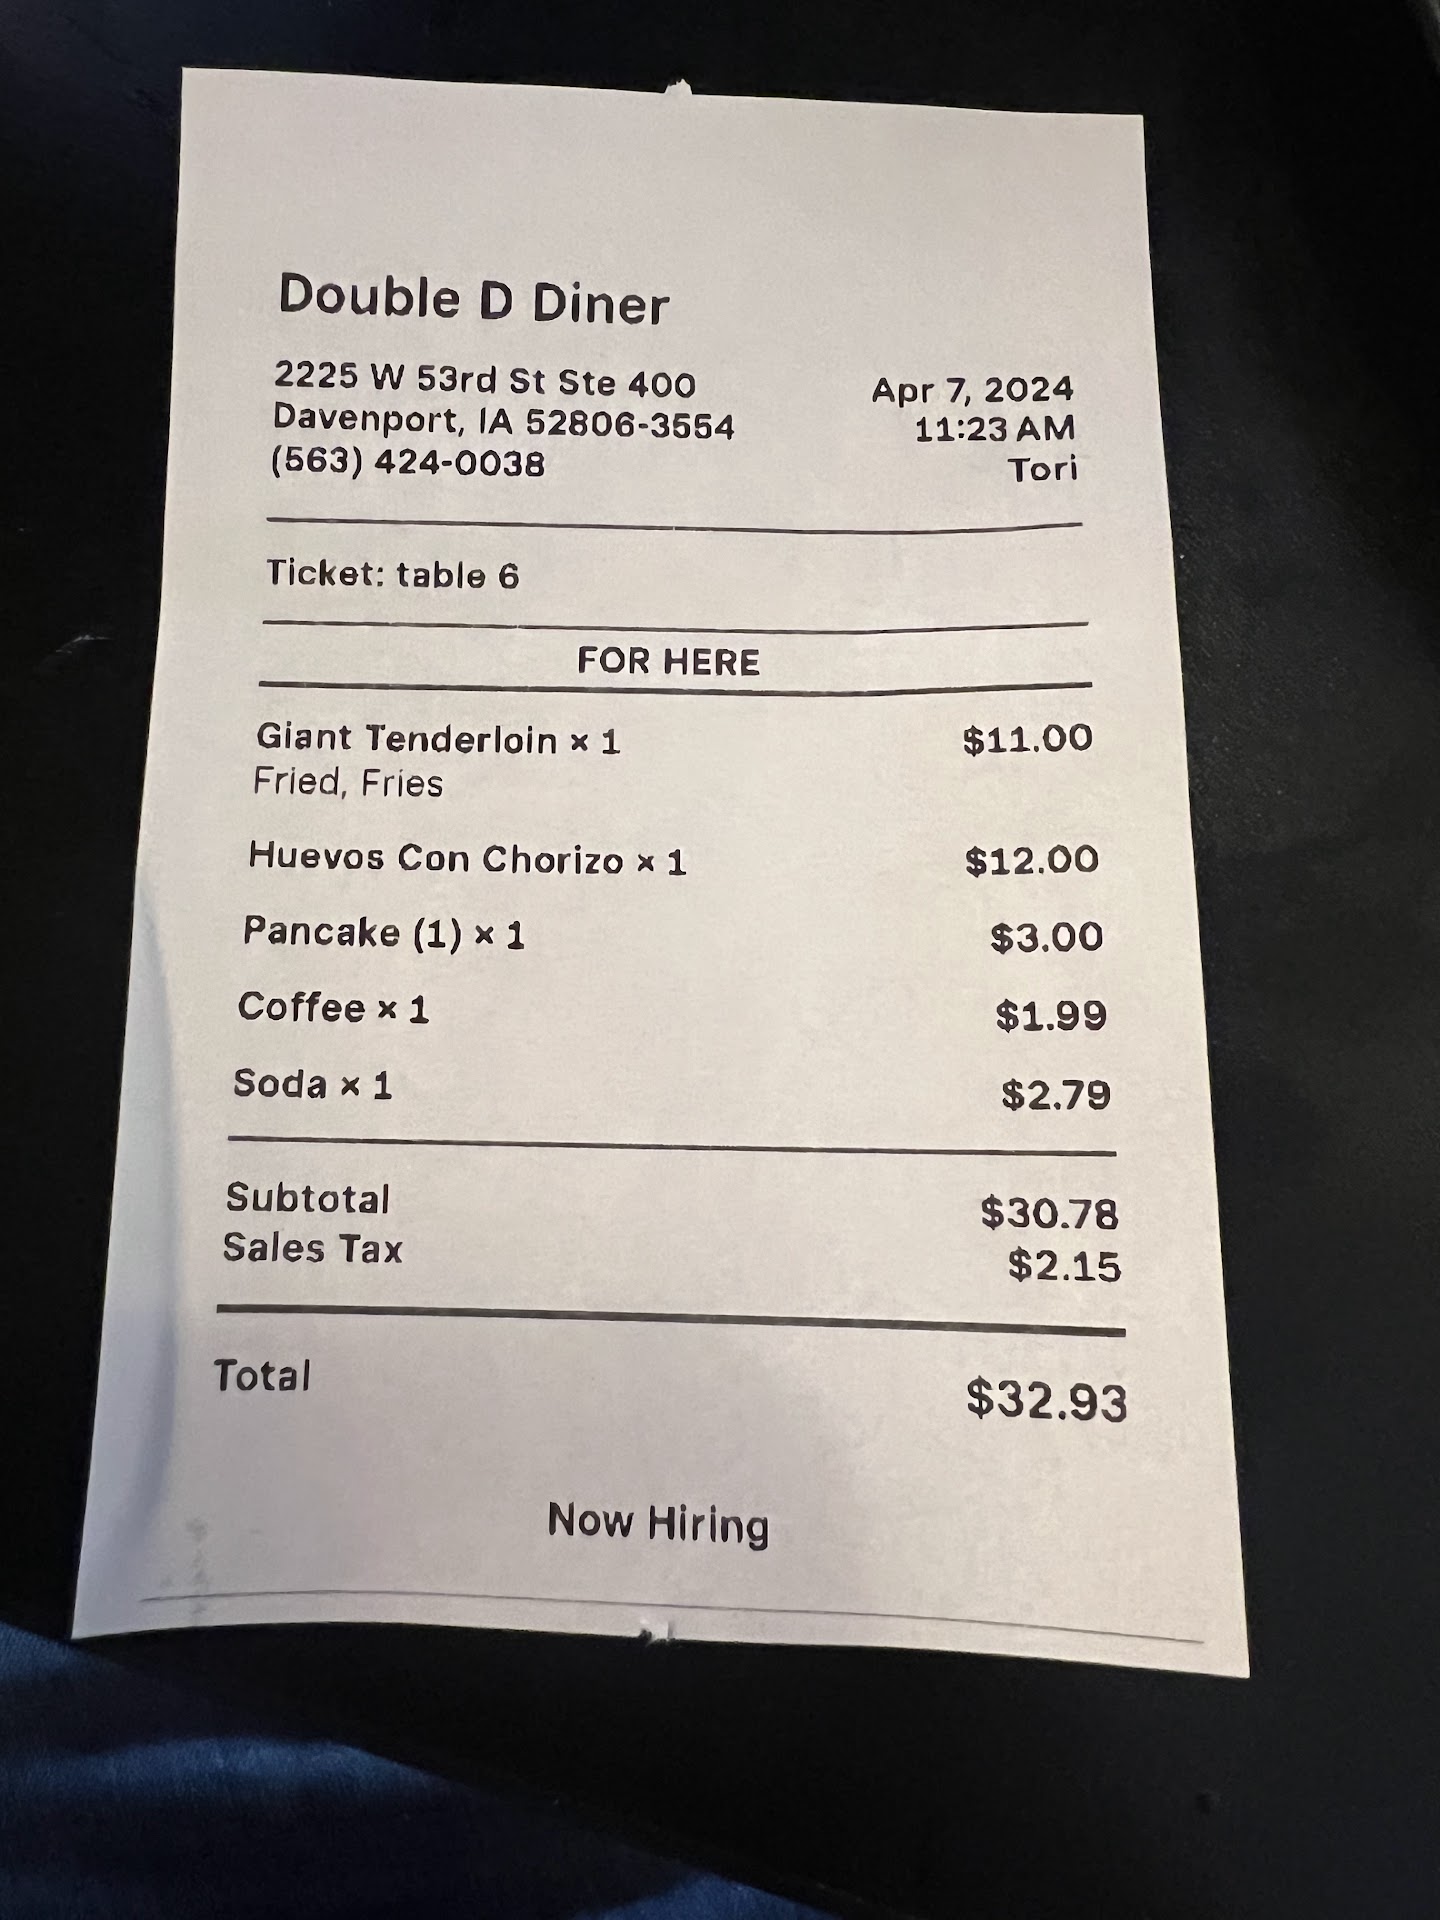 Double D Diner
2225 W 53rd St Ste 400
Davenport, IA 52806-3554
(563) 424-0038
Apr 7, 2024
11:23 AM
Tori
Ticket: table 6
FOR HERE
Giant Tenderloin × 1 $11.00
Fried, Fries
Huevos Con Chorizo × 1 $12.00
Pancake (1) × 1 $3.00
Coffee × 1 $1.99
Soda × 1 $2.79
Subtotal $30.78
Sales Tax $2.15
Total $32.93
Now Hiring